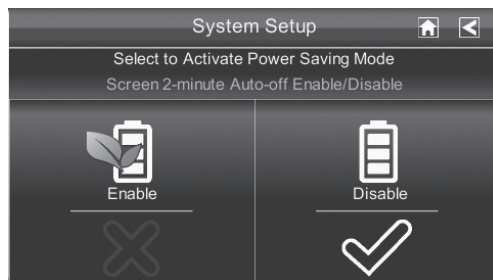 System Setup
Select to Activate Power Saving Mode
Screen 2-minute Auto-off Enable/Disable
Enable Disable